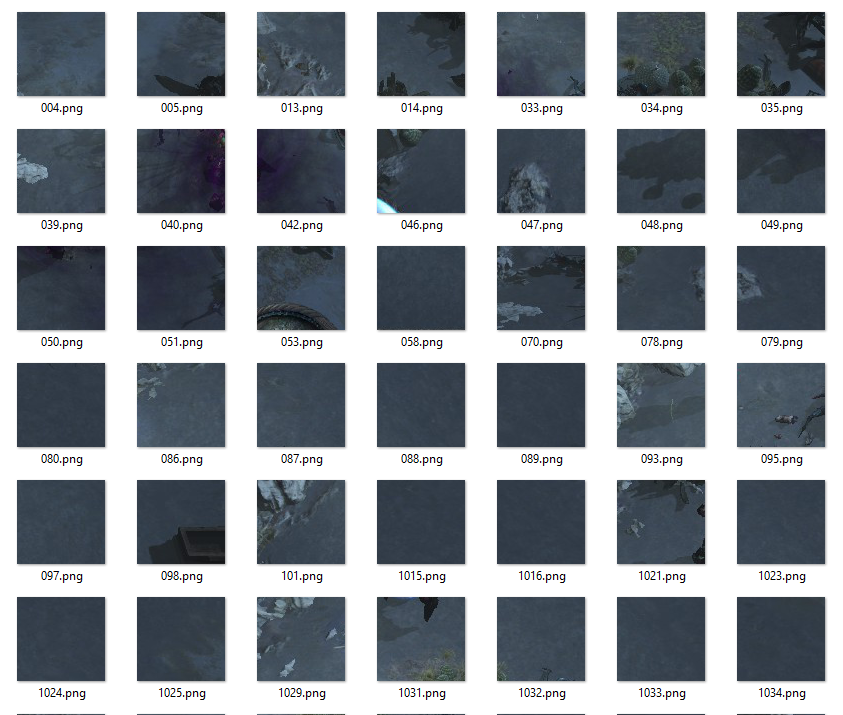 004.png 005.png 013.png 014.png 033.png 034.png 035.png
039.png 040.png 042.png 046.png 047.png 048.png 049.png
050.png 051.png 053.png 058.png 070.png 078.png 079.png
080.png 086.png 087.png 088.png 089.png 093.png 095.png
097.png 098.png 101.png 1015.png 1016.png 1021.png 1023.png
1024.png 1025.png 1029.png 1031.png 1032.png 1033.png 1034.png